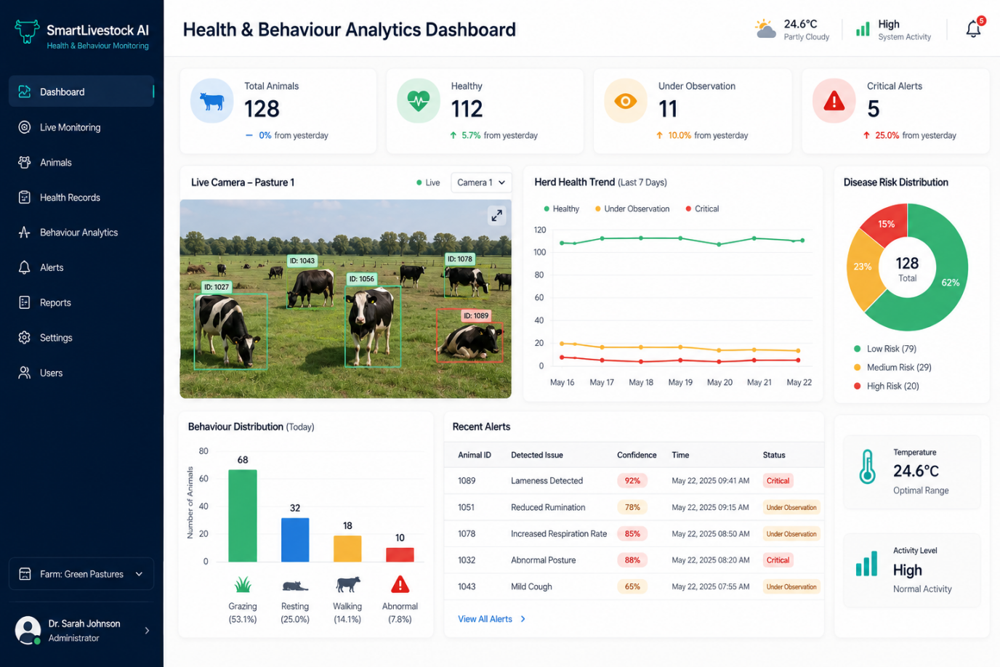 SmartLivestock AI
Health & Behaviour Monitoring
Dashboard
Live Monitoring
Animals
Health Records
Behaviour Analytics
Alerts
Reports
Settings
Users
Farm: Green Pastures
Dr. Sarah Johnson
Administrator
Health & Behaviour Analytics Dashboard
24.6°C
Partly Cloudy
High
System Activity
5
Total Animals
128
— 0% from yesterday
Healthy
112
↑ 5.7% from yesterday
Under Observation
11
↑ 10.0% from yesterday
Critical Alerts
5
↑ 25.0% from yesterday
Live Camera – Pasture 1
Live
Camera 1
ID: 1027
ID: 1043
ID: 1056
ID: 1078
ID: 1089
Herd Health Trend (Last 7 Days)
Healthy Under Observation Critical
120
100
80
60
40
20
0
May 16 May 17 May 18 May 19 May 20 May 21 May 22
Disease Risk Distribution
15%
23%
62%
128
Total
Low Risk (79)
Medium Risk (29)
High Risk (20)
Behaviour Distribution (Today)
Number of Animals
80
60
40
20
0
68
32
18
10
Grazing Resting Walking Abnormal
(53.1%) (25.0%) (14.1%) (7.8%)
Recent Alerts
Animal ID Detected Issue Confidence Time Status
1089 Lameness Detected 92% May 22, 2025 09:41 AM Critical
1051 Reduced Rumination 78% May 22, 2025 09:15 AM Under Observation
1078 Increased Respiration Rate 85% May 22, 2025 08:50 AM Under Observation
1032 Abnormal Posture 88% May 22, 2025 08:20 AM Critical
1043 Mild Cough 65% May 22, 2025 07:55 AM Under Observation
View All Alerts
Temperature
24.6°C
Optimal Range
Activity Level
High
Normal Activity